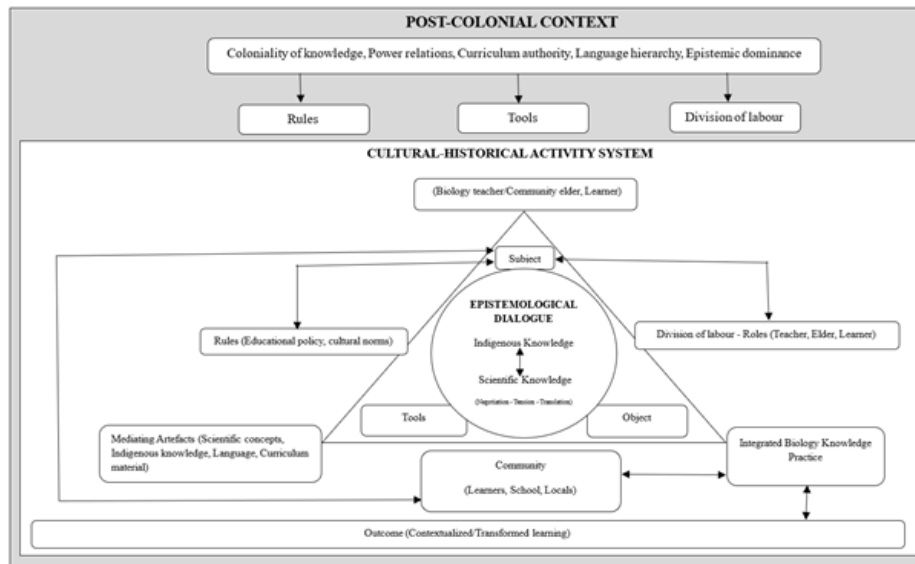 POST-COLONIAL CONTEXT
Coloniality of knowledge, Power relations, Curriculum authority, Language hierarchy, Epistemic dominance
Rules
Tools
Division of labour
CULTURAL-HISTORICAL ACTIVITY SYSTEM
(Biology teacher/Community elder, Learner)
Subject
EPISTEMOLOGICAL
DIALOGUE
Indigenous Knowledge
Scientific Knowledge
(Negotiation - Tension - Translation)
Rules (Educational policy, cultural norms)
Division of labour - Roles (Teacher, Elder, Learner)
Tools
Object
Mediating Artefacts (Scientific concepts,
Indigenous knowledge, Language, Curriculum
material)
Community
(Learners, School, Locals)
Integrated Biology Knowledge
Practice
Outcome (Contextualized/Transformed learning)